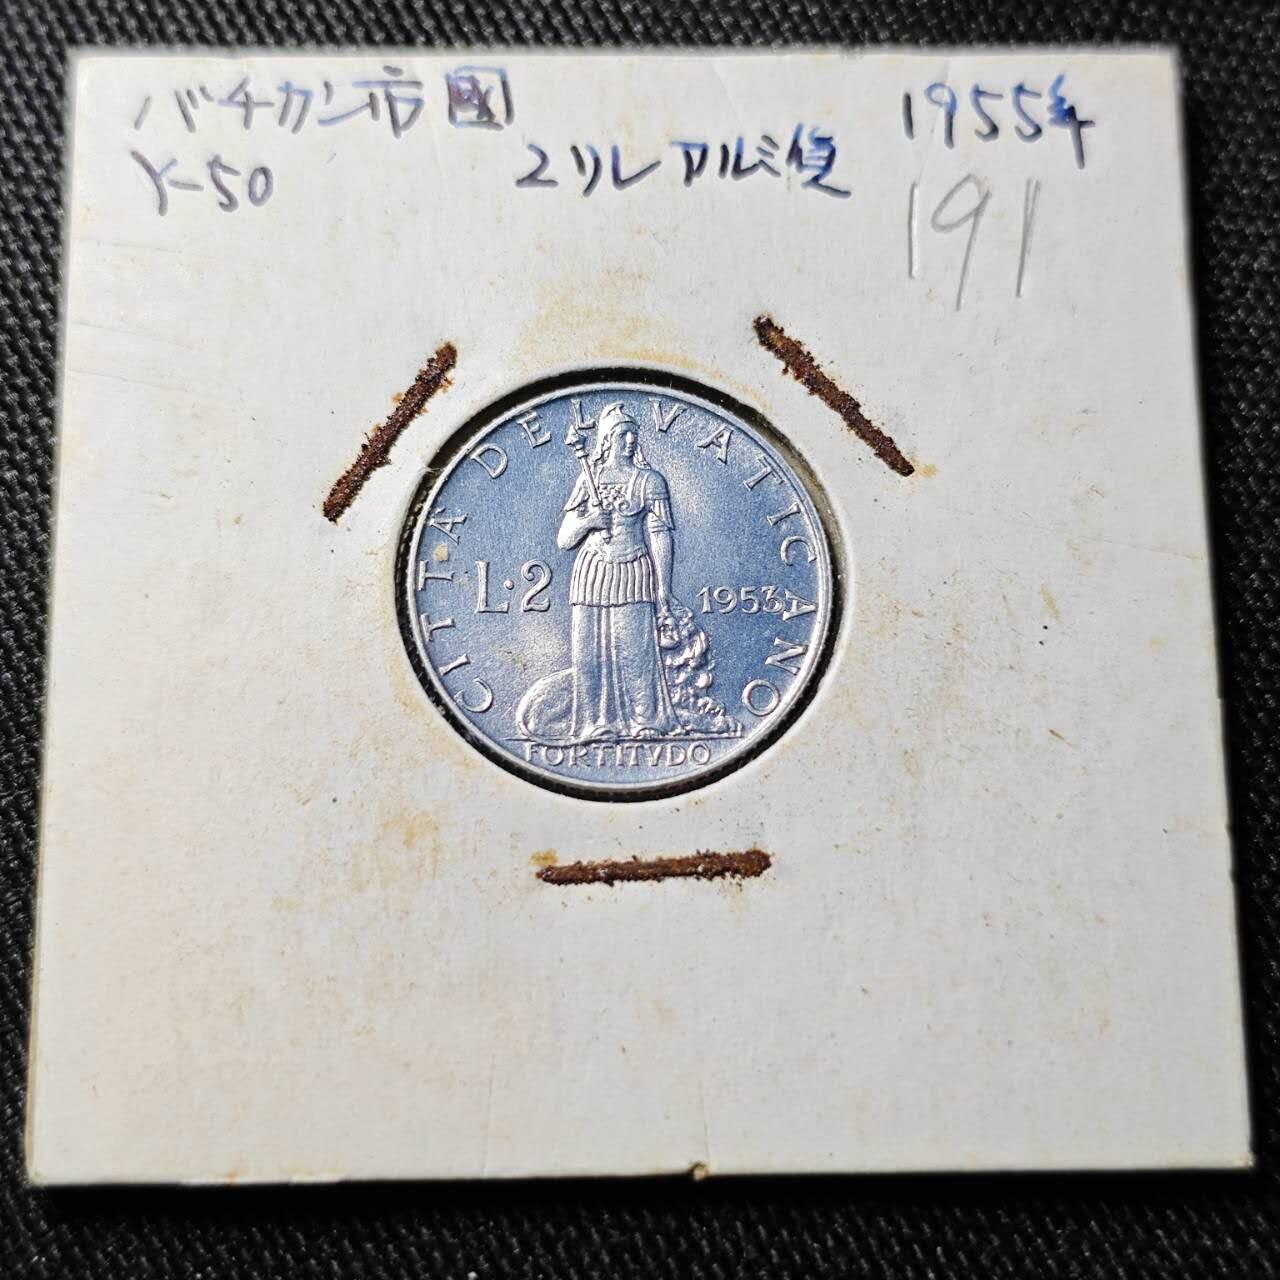 バチカン市国 1955年
Y-50 2リレアルミ貨
191
CITTA DEL VATICANO
L·2 1953
FORTITVDO